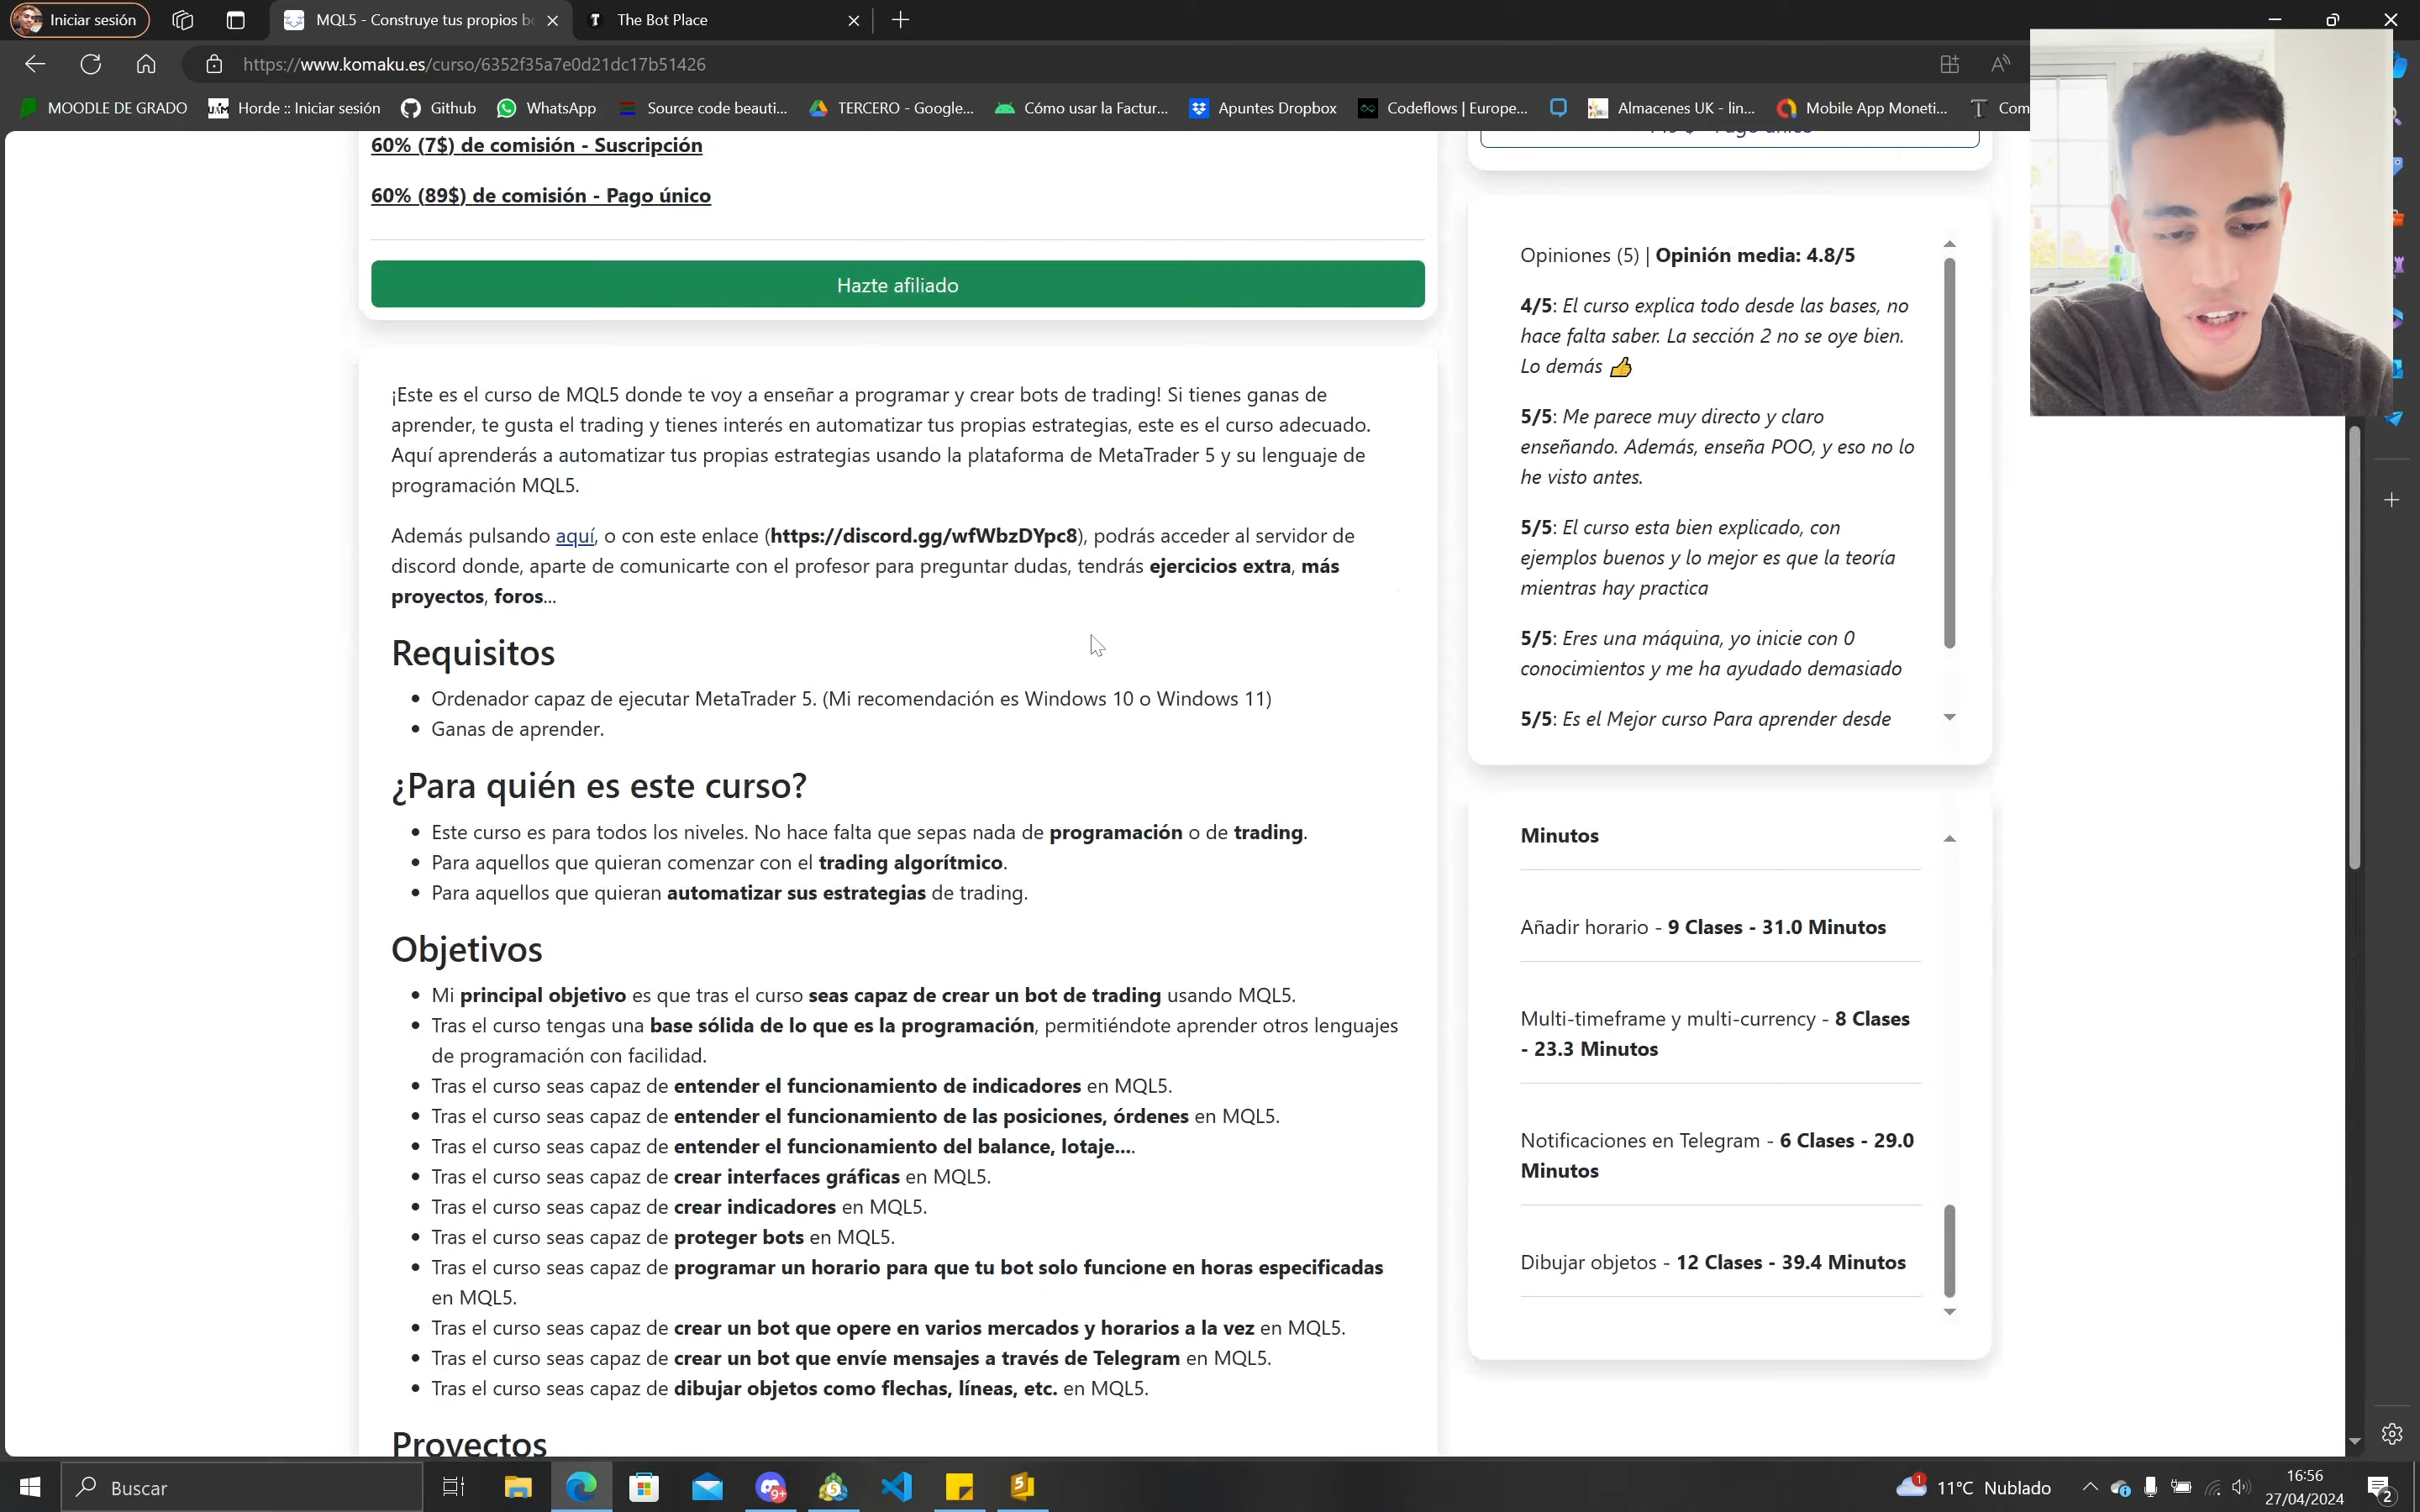 Iniciar sesión
MQL5 - Construye tus propios b
The Bot Place
https://www.komaku.es/curso/6352f35a7e0d21dc17b51426
MOODLE DE GRADO
Horde :: Iniciar sesión
Github
WhatsApp
Source code beauti...
TERCERO - Google...
Cómo usar la Factur...
Apuntes Dropbox
Codeflows | Europe...
Almacenes UK - lin...
Mobile App Moneti...
Com
60% (7$) de comisión - Suscripción
60% (89$) de comisión - Pago único
Hazte afiliado
¡Este es el curso de MQL5 donde te voy a enseñar a programar y crear bots de trading! Si tienes ganas de
aprender, te gusta el trading y tienes interés en automatizar tus propias estrategias, este es el curso adecuado.
Aquí aprenderás a automatizar tus propias estrategias usando la plataforma de MetaTrader 5 y su lenguaje de
programación MQL5.
Además pulsando aquí, o con este enlace (https://discord.gg/wfWbzDYpc8), podrás acceder al servidor de
discord donde, aparte de comunicarte con el profesor para preguntar dudas, tendrás ejercicios extra, más
proyectos, foros...
Requisitos
• Ordenador capaz de ejecutar MetaTrader 5. (Mi recomendación es Windows 10 o Windows 11)
• Ganas de aprender.
¿Para quién es este curso?
• Este curso es para todos los niveles. No hace falta que sepas nada de programación o de trading.
• Para aquellos que quieran comenzar con el trading algorítmico.
• Para aquellos que quieran automatizar sus estrategias de trading.
Objetivos
• Mi principal objetivo es que tras el curso seas capaz de crear un bot de trading usando MQL5.
• Tras el curso tengas una base sólida de lo que es la programación, permitiéndote aprender otros lenguajes
de programación con facilidad.
• Tras el curso seas capaz de entender el funcionamiento de indicadores en MQL5.
• Tras el curso seas capaz de entender el funcionamiento de las posiciones, órdenes en MQL5.
• Tras el curso seas capaz de entender el funcionamiento del balance, lotaje....
• Tras el curso seas capaz de crear interfaces gráficas en MQL5.
• Tras el curso seas capaz de crear indicadores en MQL5.
• Tras el curso seas capaz de proteger bots en MQL5.
• Tras el curso seas capaz de programar un horario para que tu bot solo funcione en horas especificadas
en MQL5.
• Tras el curso seas capaz de crear un bot que opere en varios mercados y horarios a la vez en MQL5.
• Tras el curso seas capaz de crear un bot que envíe mensajes a través de Telegram en MQL5.
• Tras el curso seas capaz de dibujar objetos como flechas, líneas, etc. en MQL5.
Proyectos
Opiniones (5) | Opinión media: 4.8/5
4/5: El curso explica todo desde las bases, no
hace falta saber. La sección 2 no se oye bien.
Lo demás 👍
5/5: Me parece muy directo y claro
enseñando. Además, enseña POO, y eso no lo
he visto antes.
5/5: El curso esta bien explicado, con
ejemplos buenos y lo mejor es que la teoría
mientras hay practica
5/5: Eres una máquina, yo inicie con 0
conocimientos y me ha ayudado demasiado
5/5: Es el Mejor curso Para aprender desde
Minutos
Añadir horario - 9 Clases - 31.0 Minutos
Multi-timeframe y multi-currency - 8 Clases
- 23.3 Minutos
Notificaciones en Telegram - 6 Clases - 29.0
Minutos
Dibujar objetos - 12 Clases - 39.4 Minutos
Buscar
9+
1
11°C Nublado
16:56
27/04/2024
2